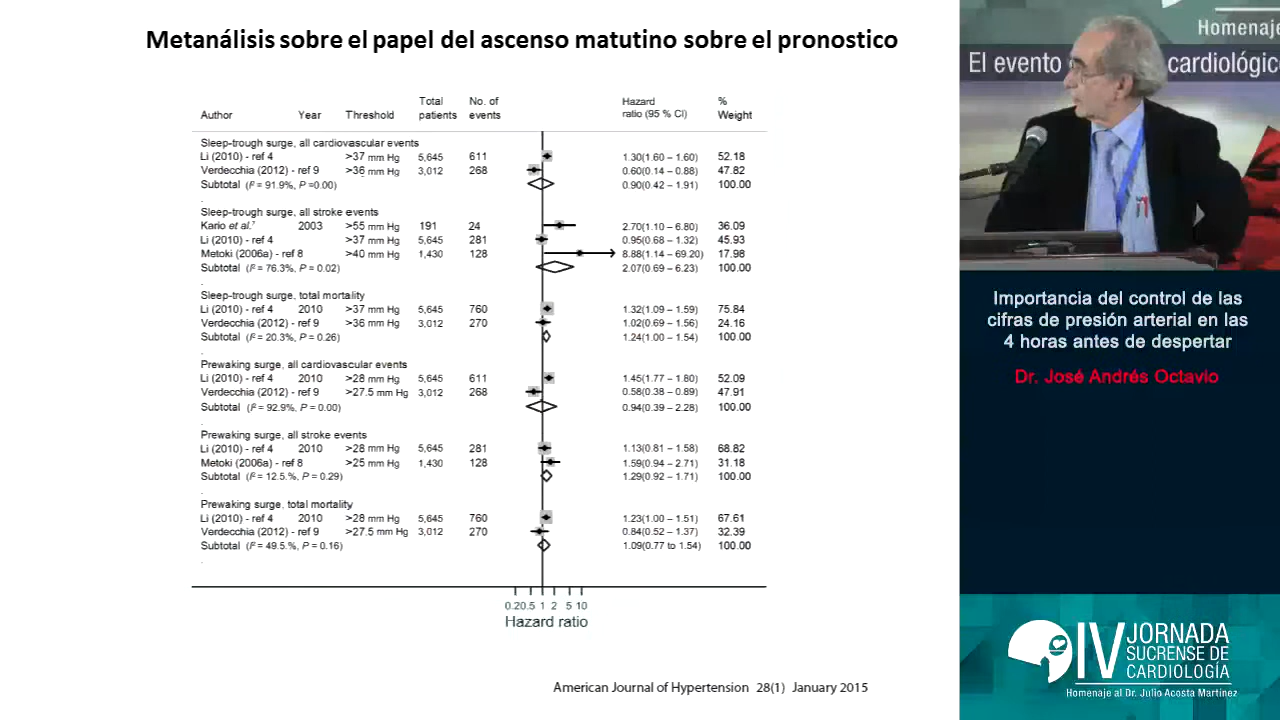 Metanálisis sobre el papel del ascenso matutino sobre el pronostico
Author Year Threshold Total patients No. of events Hazard ratio (95 % CI) % Weight
Sleep-trough surge, all cardiovascular events
Li (2010) - ref 4 >37 mm Hg 5,645 611 1.30(1.60 – 1.60) 52.18
Verdecchia (2012) - ref 9 >36 mm Hg 3,012 268 0.60(0.14 – 0.88) 47.82
Subtotal (I² = 91.9%, P =0.00) 0.90(0.42 – 1.91) 100.00
.
Sleep-trough surge, all stroke events
Kario et al.⁷ 2003 >55 mm Hg 191 24 2.70(1.10 – 6.80) 36.09
Li (2010) - ref 4 >37 mm Hg 5,645 281 0.95(0.68 – 1.32) 45.93
Metoki (2006a) - ref 8 >40 mm Hg 1,430 128 8.88(1.14 – 69.20) 17.98
Subtotal (I² = 76.3%, P = 0.02) 2.07(0.69 – 6.23) 100.00
.
Sleep-trough surge, total mortality
Li (2010) - ref 4 2010 >37 mm Hg 5,645 760 1.32(1.09 – 1.59) 75.84
Verdecchia (2012) - ref 9 >36 mm Hg 3,012 270 1.02(0.69 – 1.56) 24.16
Subtotal (I² = 20.3%, P = 0.26) 1.24(1.00 – 1.54) 100.00
.
Prewaking surge, all cardiovascular events
Li (2010) - ref 4 2010 >28 mm Hg 5,645 611 1.45(1.77 – 1.80) 52.09
Verdecchia (2012) - ref 9 >27.5 mm Hg 3,012 268 0.58(0.38 – 0.89) 47.91
Subtotal (I² = 92.9%, P = 0.00) 0.94(0.39 – 2.28) 100.00
.
Prewaking surge, all stroke events
Li (2010) - ref 4 2010 >28 mm Hg 5,645 281 1.13(0.81 – 1.58) 68.82
Metoki (2006a) - ref 8 >25 mm Hg 1,430 128 1.59(0.94 – 2.71) 31.18
Subtotal (I² = 12.5.%, P = 0.29) 1.29(0.92 – 1.71) 100.00
.
Prewaking surge, total mortality
Li (2010) - ref 4 2010 >28 mm Hg 5,645 760 1.23(1.00 – 1.51) 67.61
Verdecchia (2012) - ref 9 >27.5 mm Hg 3,012 270 0.84(0.52 – 1.37) 32.39
Subtotal (I² = 49.5.%, P = 0.16) 1.09(0.77 to 1.54) 100.00
.
0.2 0.5 1 2 5 10
Hazard ratio
American Journal of Hypertension 28(1) January 2015
Homenaje
El evento cardiológico
Importancia del control de las
cifras de presión arterial en las
4 horas antes de despertar
Dr. José Andrés Octavio
IV JORNADA
SUCRENSE DE
CARDIOLOGÍA
Homenaje al Dr. Julio Acosta Martínez